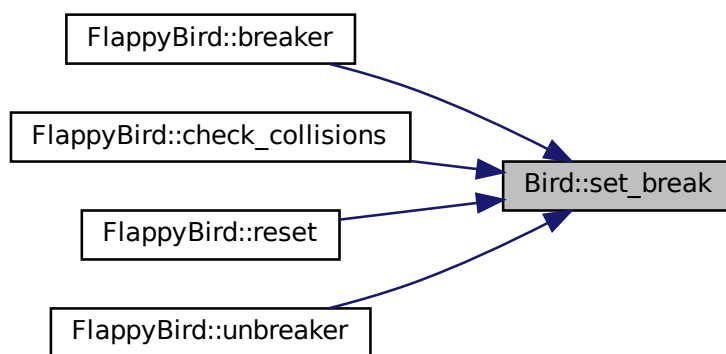 FlappyBird::breaker
FlappyBird::check_collisions
Bird::set_break
FlappyBird::reset
FlappyBird::unbreaker